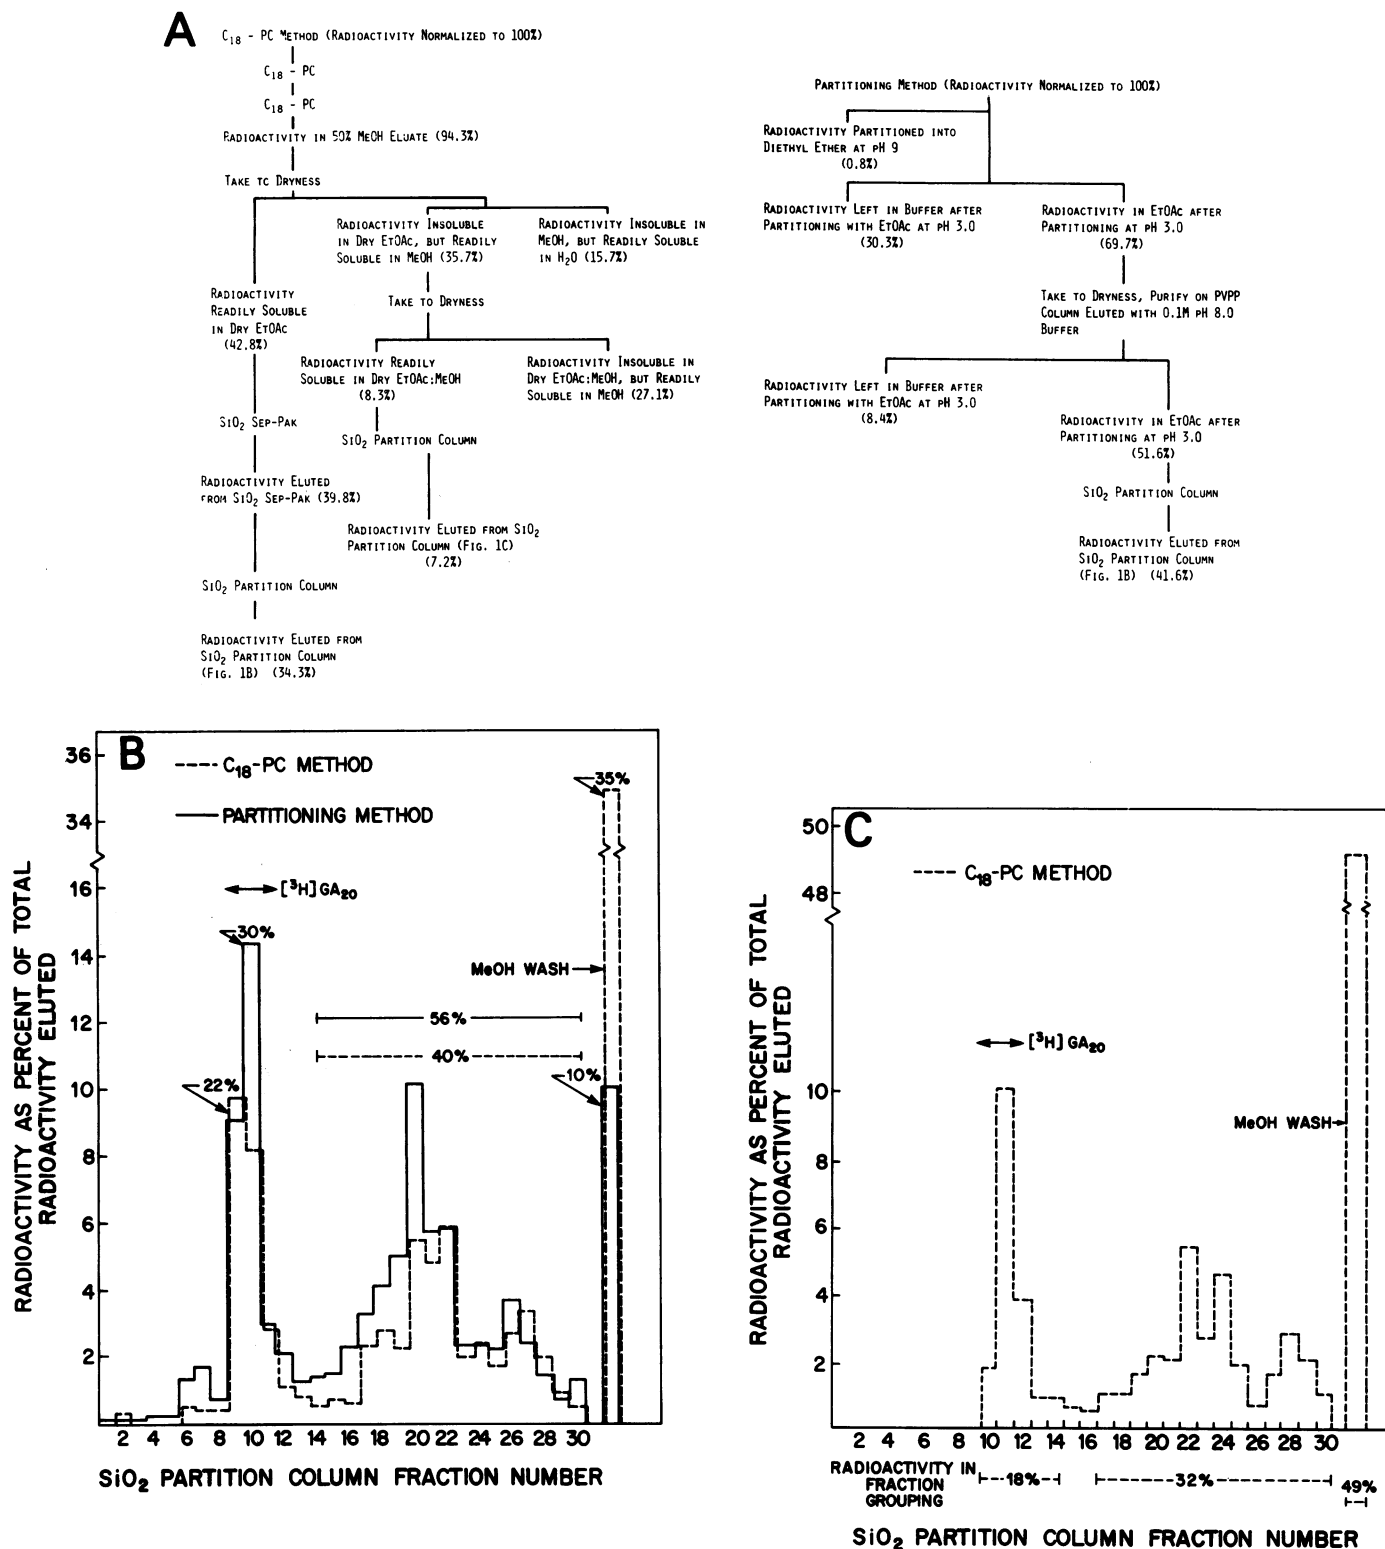 A
C18 - PC Method (Radioactivity Normalized to 100%)
C18 - PC
C18 - PC
Radioactivity in 50% MeOH Eluate (94.3%)
Take to Dryness
Radioactivity Insoluble
in Dry EtOAc, but Readily
Soluble in MeOH (35.7%)
Radioactivity Insoluble in
MeOH, but Readily Soluble
in H2O (15.7%)
Radioactivity
Readily Soluble
in Dry EtOAc
(42.8%)
Take to Dryness
Radioactivity Readily
Soluble in Dry EtOAc:MeOH
(8.3%)
Radioactivity Insoluble in
Dry EtOAc:MeOH, but Readily
Soluble in MeOH (27.1%)
SiO2 Sep-Pak
SiO2 Partition Column
Radioactivity Eluted
from SiO2 Sep-Pak (39.8%)
Radioactivity Eluted from SiO2
Partition Column (Fig. 1C)
(7.2%)
SiO2 Partition Column
Radioactivity Eluted from
SiO2 Partition Column
(Fig. 1B) (34.3%)
Partitioning Method (Radioactivity Normalized to 100%)
Radioactivity Partitioned into
Diethyl Ether at pH 9
(0.8%)
Radioactivity Left in Buffer after
Partitioning with EtOAc at pH 3.0
(30.3%)
Radioactivity in EtOAc after
Partitioning at pH 3.0
(69.7%)
Take to Dryness, Purify on PVPP
Column Eluted with 0.1M pH 8.0
Buffer
Radioactivity Left in Buffer after
Partitioning with EtOAc at pH 3.0
(8.4%)
Radioactivity in EtOAc after
Partitioning at pH 3.0
(51.6%)
SiO2 Partition Column
Radioactivity Eluted from
SiO2 Partition Column
(Fig. 1B) (41.6%)
B
C18-PC METHOD
PARTITIONING METHOD
36
34
16
14
12
10
8
6
4
2
[3H] GA20
30%
22%
35%
MeOH WASH
56%
40%
10%
2 4 6 8 10 12 14 16 18 20 22 24 26 28 30
RADIOACTIVITY AS PERCENT OF TOTAL
RADIOACTIVITY ELUTED
SiO2 PARTITION COLUMN FRACTION NUMBER
C
C18-PC METHOD
50
48
10
8
6
4
2
[3H] GA20
MeOH WASH
2 4 6 8 10 12 14 16 18 20 22 24 26 28 30
RADIOACTIVITY AS PERCENT OF TOTAL
RADIOACTIVITY ELUTED
RADIOACTIVITY IN
FRACTION
GROUPING
18%
32%
49%
SiO2 PARTITION COLUMN FRACTION NUMBER